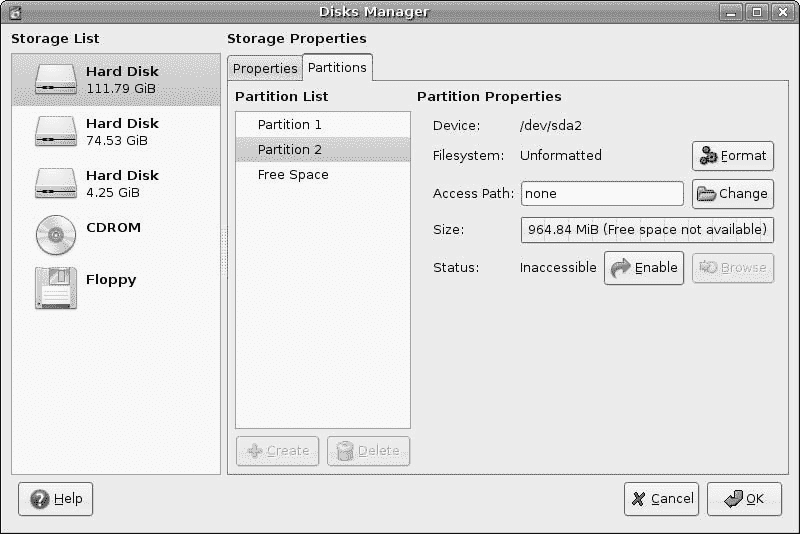 Disks Manager
Storage List
Hard Disk
111.79 GiB
Hard Disk
74.53 GiB
Hard Disk
4.25 GiB
CDROM
Floppy
Storage Properties
Properties
Partitions
Partition List
Partition 1
Partition 2
Free Space
Create
Delete
Partition Properties
Device: /dev/sda2
Filesystem: Unformatted Format
Access Path: none Change
Size: 964.84 MiB (Free space not available)
Status: Inaccessible Enable Browse
Help
Cancel
OK